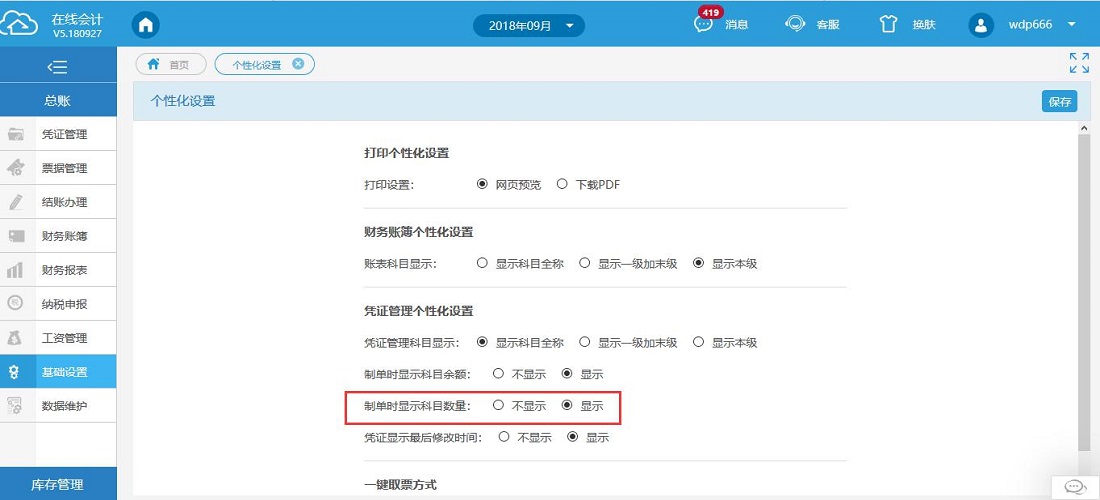 在线会计
V5.180927
2018年09月
419
消息
客服
换肤
wdp666
首页
个性化设置
总账
凭证管理
票据管理
结账办理
财务账簿
财务报表
纳税申报
工资管理
基础设置
数据维护
库存管理
个性化设置
保存
打印个性化设置
打印设置: 网页预览 下载PDF
财务账簿个性化设置
账表科目显示: 显示科目全称 显示一级加末级 显示本级
凭证管理个性化设置
凭证管理科目显示: 显示科目全称 显示一级加末级 显示本级
制单时显示科目余额: 不显示 显示
制单时显示科目数量: 不显示 显示
凭证显示最后修改时间: 不显示 显示
一键取票方式